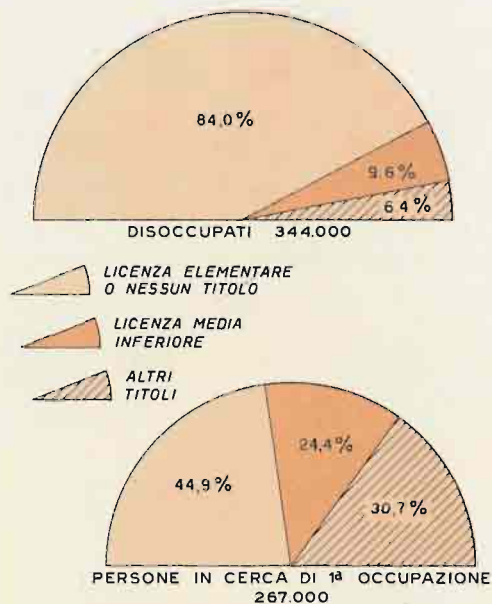 84,0%
9,6%
6,4%
DISOCCUPATI 344.000
LICENZA ELEMENTARE
O NESSUN TITOLO
LICENZA MEDIA
INFERIORE
ALTRI
TITOLI
24,4%
44,9%
30,7%
PERSONE IN CERCA DI 1ª OCCUPAZIONE
267.000